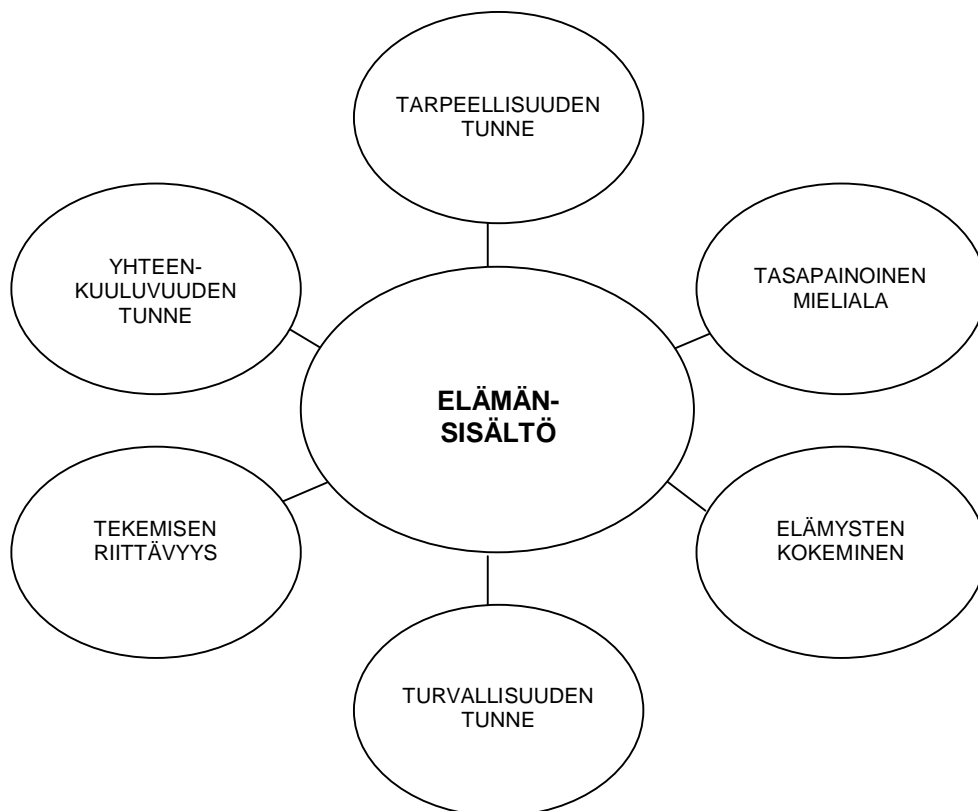 TARPEELLISUUDEN
TUNNE
YHTEEN-
KUULUVUUDEN
TUNNE
TASAPAINOINEN
MIELIALA
ELÄMÄN-
SISÄLTÖ
TEKEMISEN
RIITTÄVYYS
ELÄMYSTEN
KOKEMINEN
TURVALLISUUDEN
TUNNE